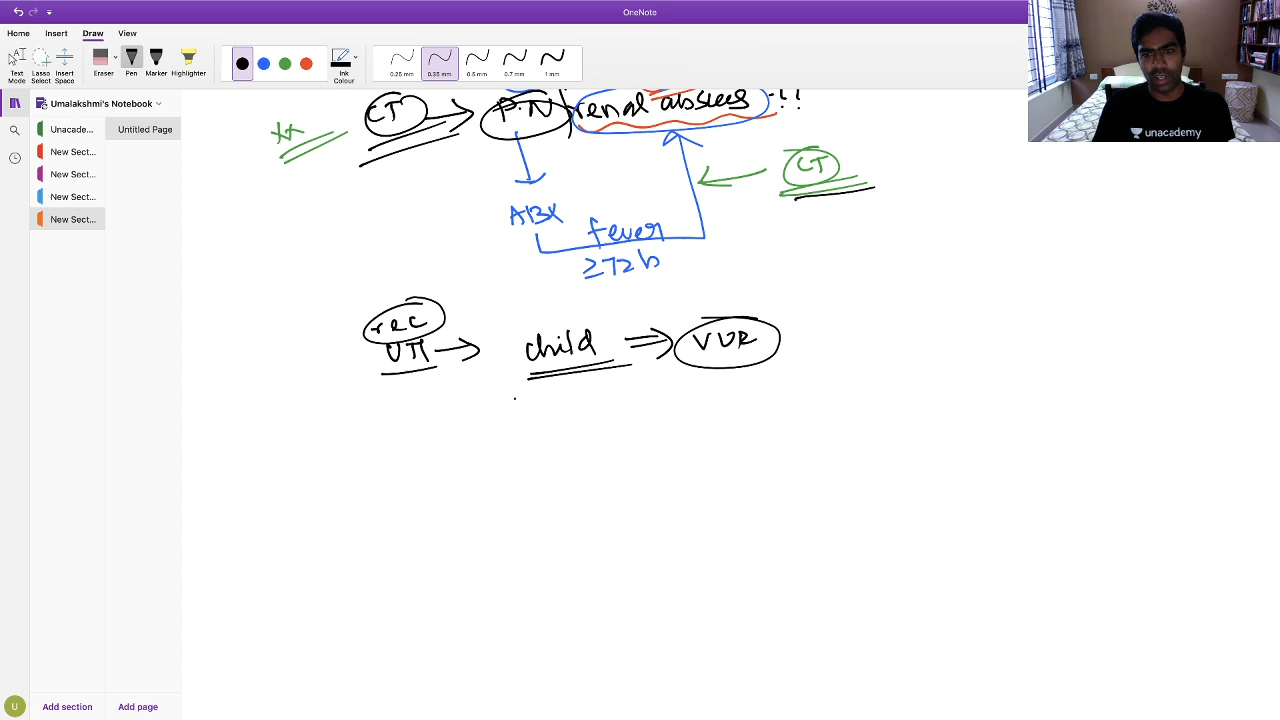 OneNote
Home Insert Draw View
Text Mode Lasso Select Insert Space Eraser Pen Marker Highlighter Ink Colour 0.25 mm 0.35 mm 0.5 mm 0.7 mm 1 mm
Umalakshmi's Notebook
Unacade...
New Sect...
New Sect...
New Sect...
New Sect...
Untitled Page
unacademy
CT P.N renal abscess !!
CT
ABX
fever
≥72h
rec
UTI child VUR
U
Add section Add page